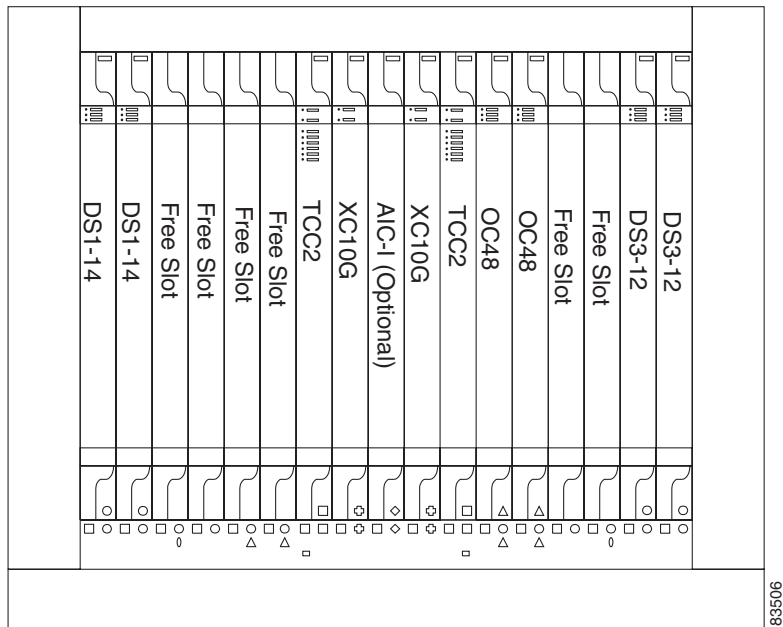 DS1-14
DS1-14
Free Slot
Free Slot
Free Slot
Free Slot
TCC2
XC10G
AIC-I (Optional)
XC10G
TCC2
OC48
OC48
Free Slot
Free Slot
DS3-12
DS3-12
83506